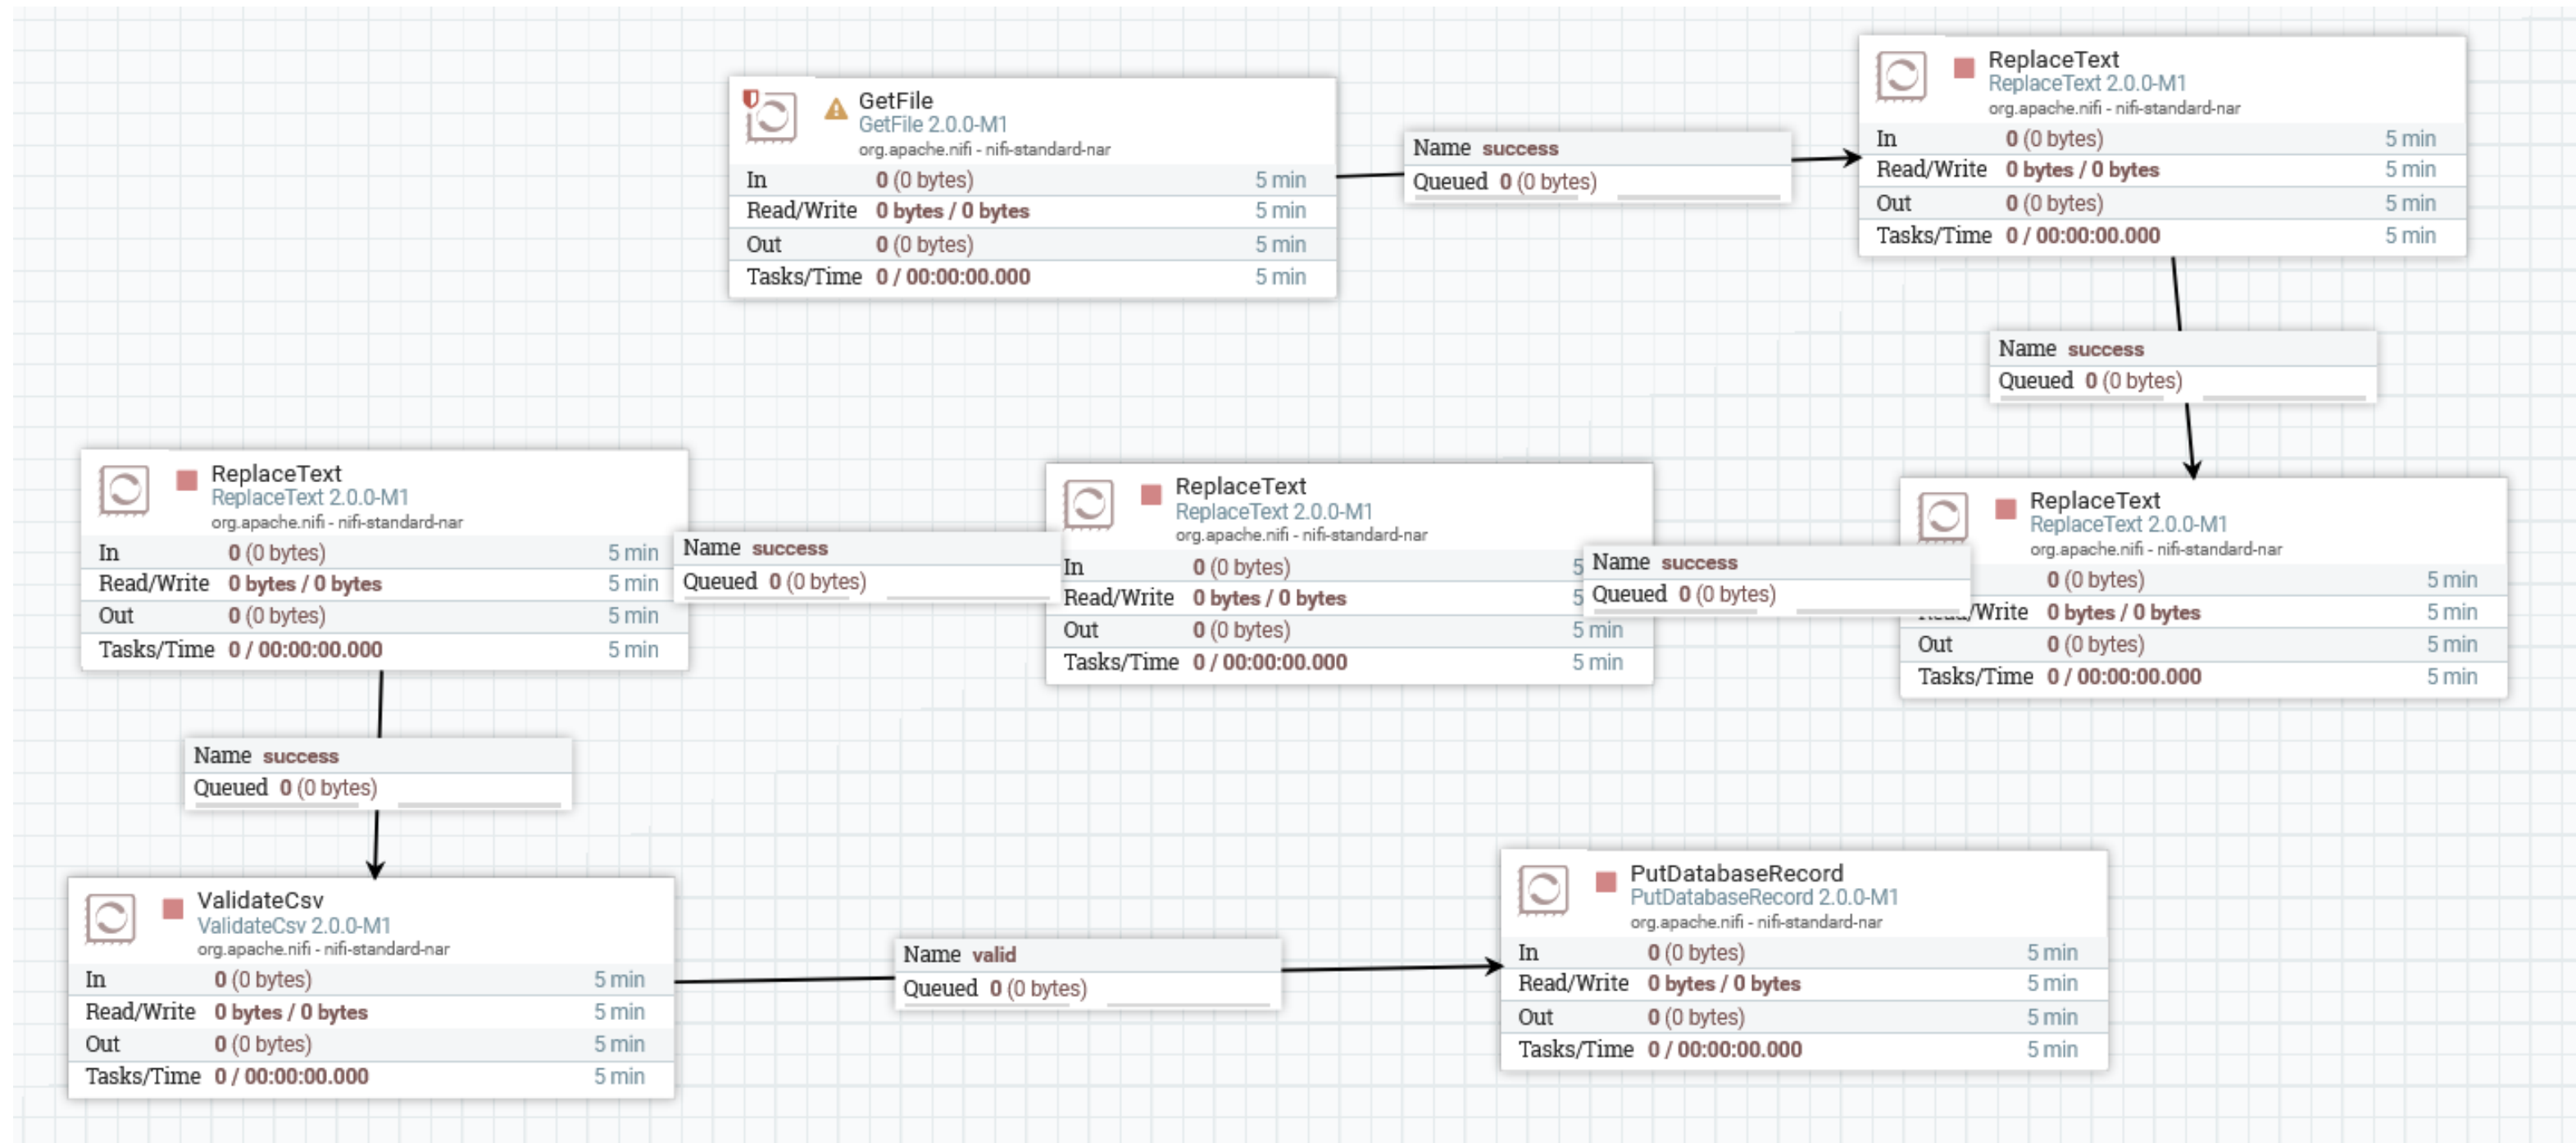 GetFile
GetFile 2.0.0-M1
org.apache.nifi - nifi-standard-nar
In 0 (0 bytes) 5 min
Read/Write 0 bytes / 0 bytes 5 min
Out 0 (0 bytes) 5 min
Tasks/Time 0 / 00:00:00.000 5 min
Name success
Queued 0 (0 bytes)
ReplaceText
ReplaceText 2.0.0-M1
org.apache.nifi - nifi-standard-nar
In 0 (0 bytes) 5 min
Read/Write 0 bytes / 0 bytes 5 min
Out 0 (0 bytes) 5 min
Tasks/Time 0 / 00:00:00.000 5 min
Name success
Queued 0 (0 bytes)
ReplaceText
ReplaceText 2.0.0-M1
org.apache.nifi - nifi-standard-nar
In 0 (0 bytes) 5 min
Read/Write 0 bytes / 0 bytes 5 min
Out 0 (0 bytes) 5 min
Tasks/Time 0 / 00:00:00.000 5 min
Name success
Queued 0 (0 bytes)
ReplaceText
ReplaceText 2.0.0-M1
org.apache.nifi - nifi-standard-nar
In 0 (0 bytes) 5
Read/Write 0 bytes / 0 bytes 5
Out 0 (0 bytes) 5 min
Tasks/Time 0 / 00:00:00.000 5 min
Name success
Queued 0 (0 bytes)
ReplaceText
ReplaceText 2.0.0-M1
org.apache.nifi - nifi-standard-nar
0 (0 bytes) 5 min
/Write 0 bytes / 0 bytes 5 min
Out 0 (0 bytes) 5 min
Tasks/Time 0 / 00:00:00.000 5 min
Name success
Queued 0 (0 bytes)
ValidateCsv
ValidateCsv 2.0.0-M1
org.apache.nifi - nifi-standard-nar
In 0 (0 bytes) 5 min
Read/Write 0 bytes / 0 bytes 5 min
Out 0 (0 bytes) 5 min
Tasks/Time 0 / 00:00:00.000 5 min
Name valid
Queued 0 (0 bytes)
PutDatabaseRecord
PutDatabaseRecord 2.0.0-M1
org.apache.nifi - nifi-standard-nar
In 0 (0 bytes) 5 min
Read/Write 0 bytes / 0 bytes 5 min
Out 0 (0 bytes) 5 min
Tasks/Time 0 / 00:00:00.000 5 min